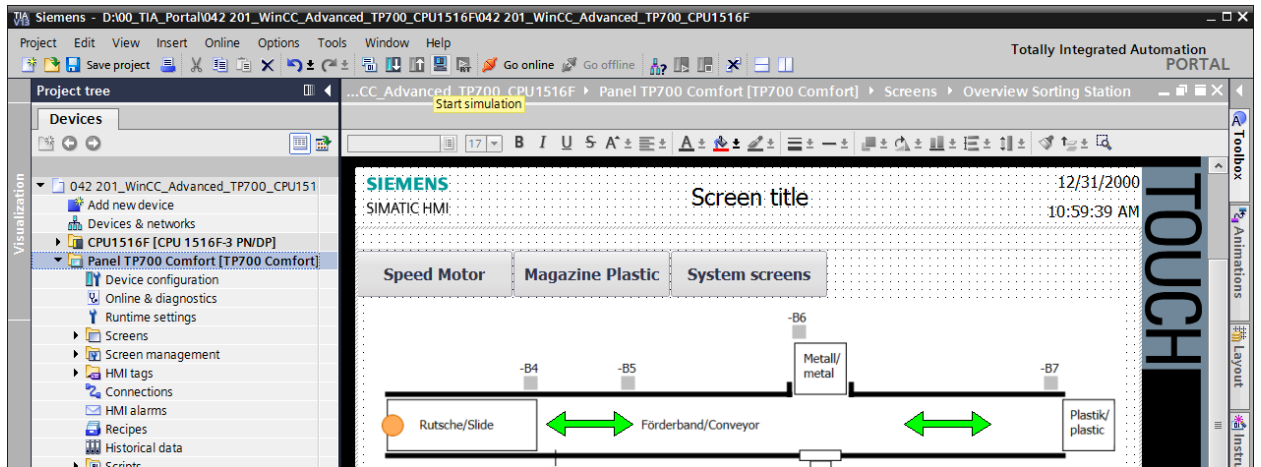 TIA V13 Siemens - D:\00_TIA_Portal\042 201_WinCC_Advanced_TP700_CPU1516F\042 201_WinCC_Advanced_TP700_CPU1516F
Project Edit View Insert Online Options Tools Window Help
Totally Integrated Automation
PORTAL
Save project Go online Go offline
Project tree
...CC_Advanced_TP700_CPU1516F Panel TP700 Comfort [TP700 Comfort] Screens Overview Sorting Station
Start simulation
Devices
17 B I U S A A
Visualization
042 201_WinCC_Advanced_TP700_CPU151
Add new device
Devices & networks
CPU1516F [CPU 1516F-3 PN/DP]
Panel TP700 Comfort [TP700 Comfort]
Device configuration
Online & diagnostics
Runtime settings
Screens
Screen management
HMI tags
Connections
HMI alarms
Recipes
Historical data
Scripts
SIEMENS
SIMATIC HMI
Screen title
12/31/2000
10:59:39 AM
TOUCH
Speed Motor Magazine Plastic System screens
-B6
Metall/
metal
-B4 -B5 -B7
Rutsche/Slide Förderband/Conveyor
Plastik/
plastic
Toolbox
Animations
Layout
Instru